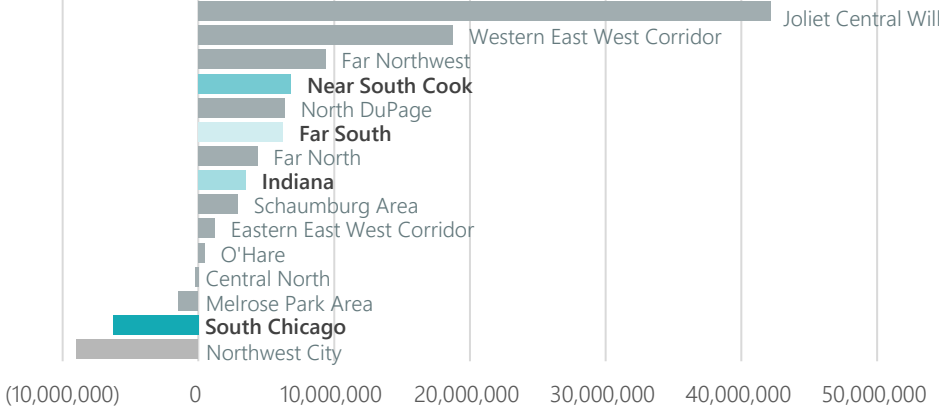 Joliet Central Will
Western East West Corridor
Far Northwest
Near South Cook
North DuPage
Far South
Far North
Indiana
Schaumburg Area
Eastern East West Corridor
O'Hare
Central North
Melrose Park Area
South Chicago
Northwest City
(10,000,000) 0 10,000,000 20,000,000 30,000,000 40,000,000 50,000,000